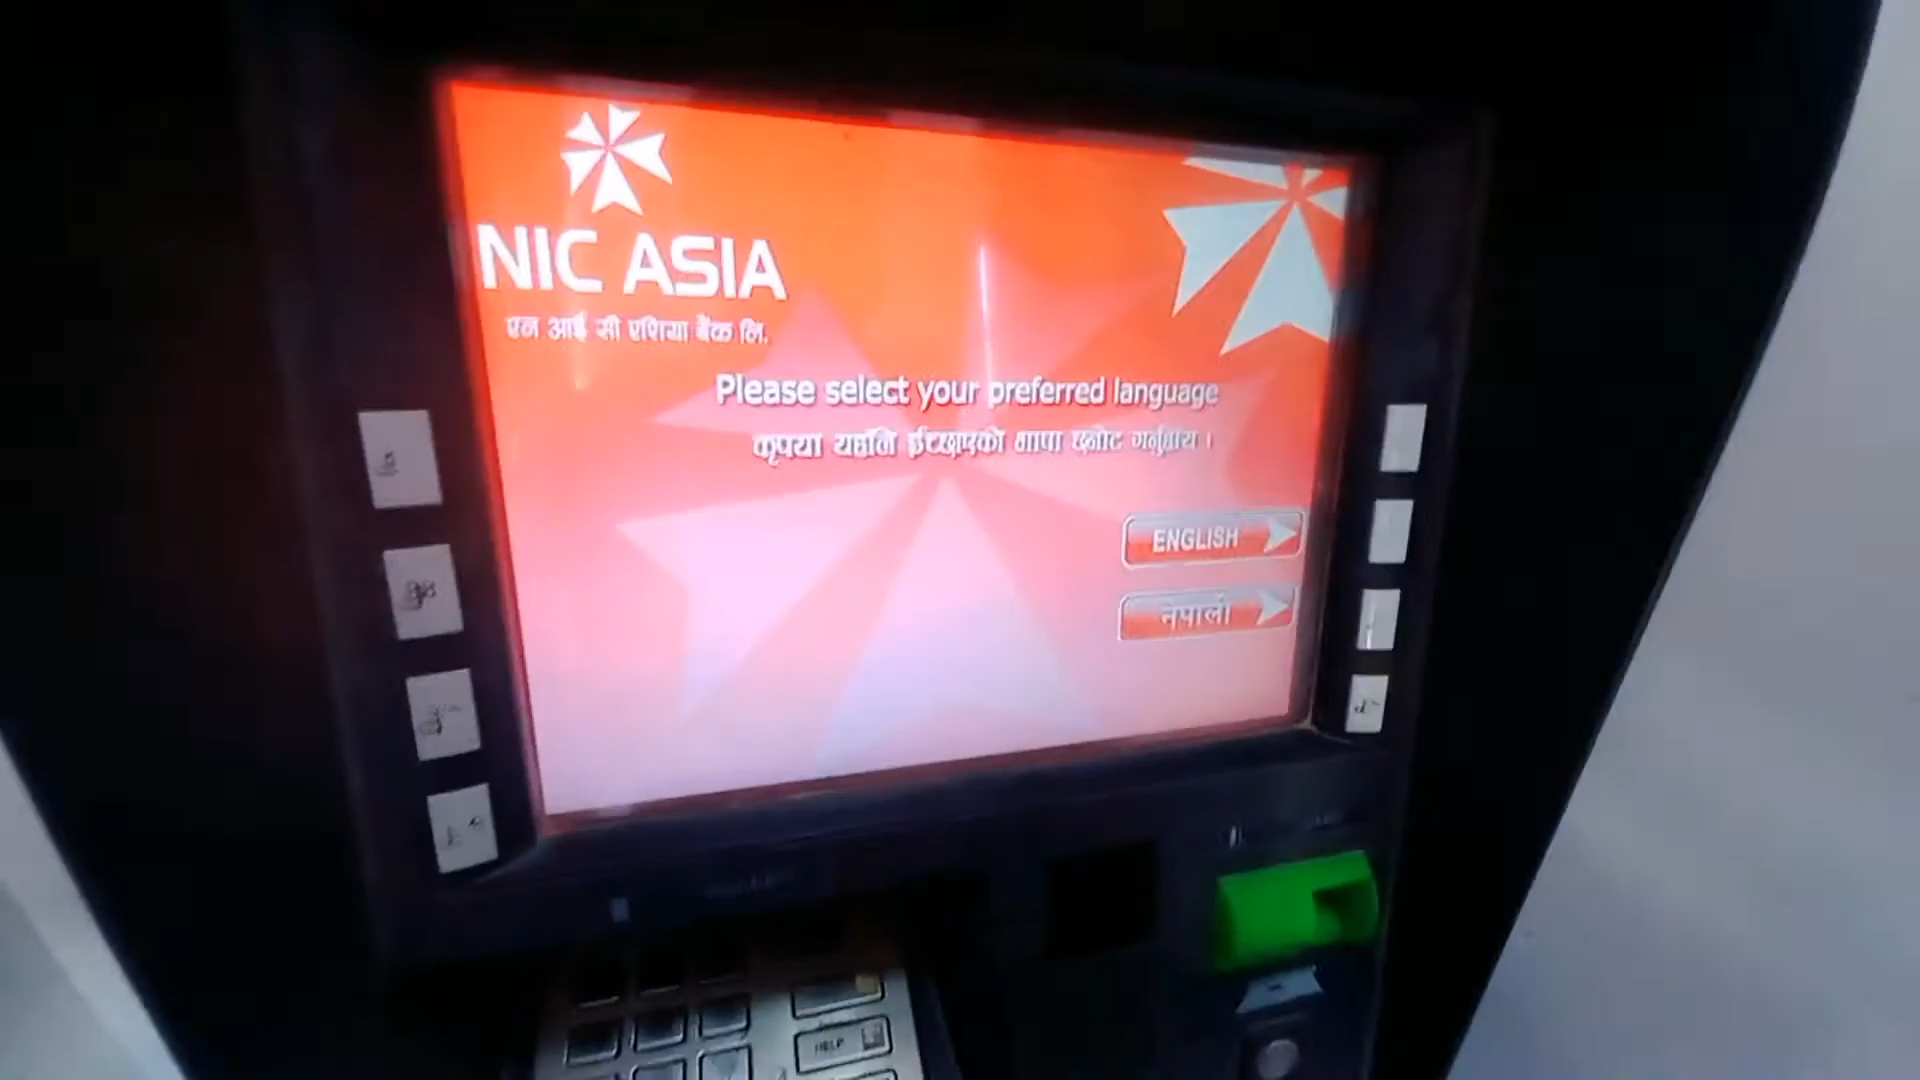 NIC ASIA
एन आई सी एशिया बैंक लि.
Please select your preferred language
कृपया यहाँले ईच्छाएको भाषा छनोट गर्नुहोस ।
ENGLISH
नेपाली
HELP